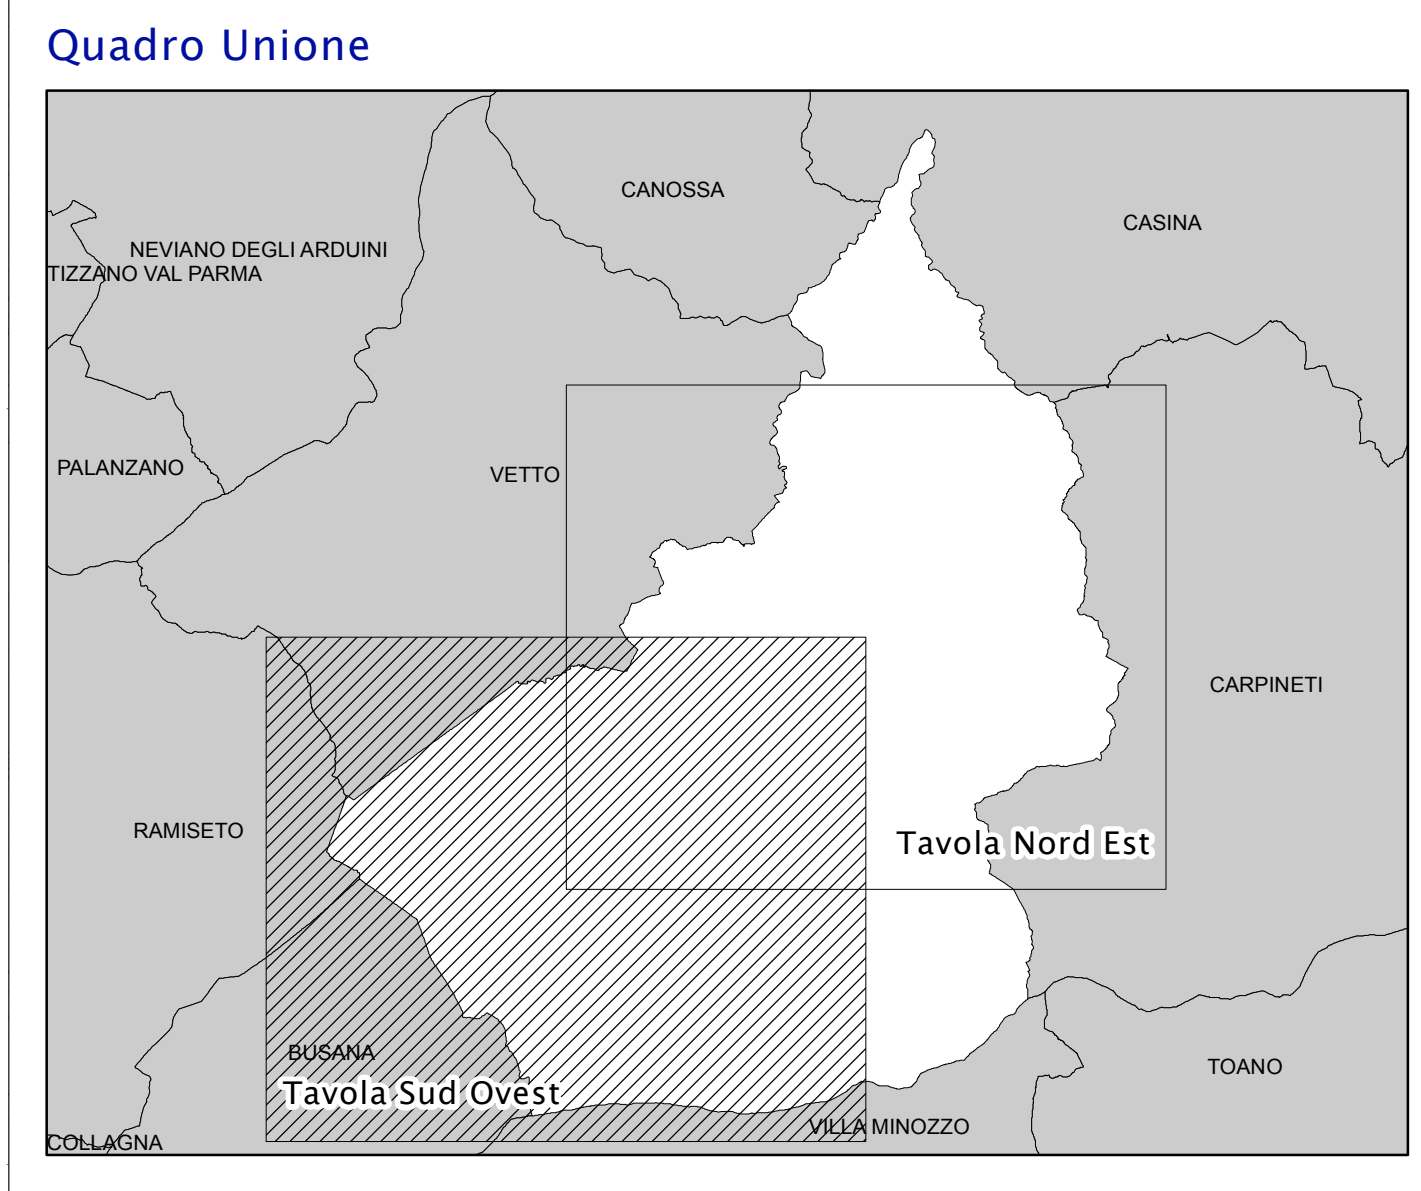 Quadro Unione
CANOSSA
CASINA
NEVIANO DEGLI ARDUINI
TIZZANO VAL PARMA
PALANZANO
VETTO
CARPINETI
RAMISETO
Tavola Nord Est
BUSANA
TOANO
Tavola Sud Ovest
VILLA MINOZZO
COLLAGNA